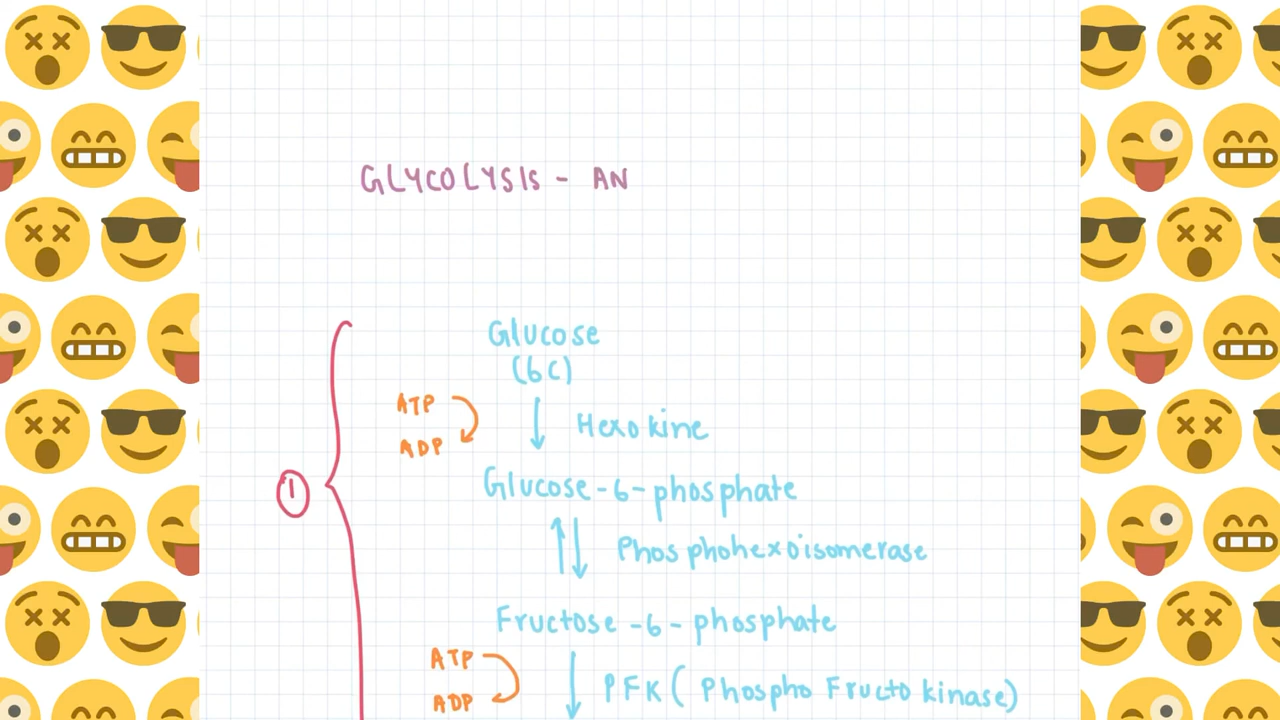 GLYCOLYSIS - AN
Glucose
(6C)
ATP
Hexokine
ADP
①
Glucose-6-phosphate
Phosphohexoisomerase
Fructose-6-phosphate
ATP
PFK (Phospho Fructo kinase)
ADP